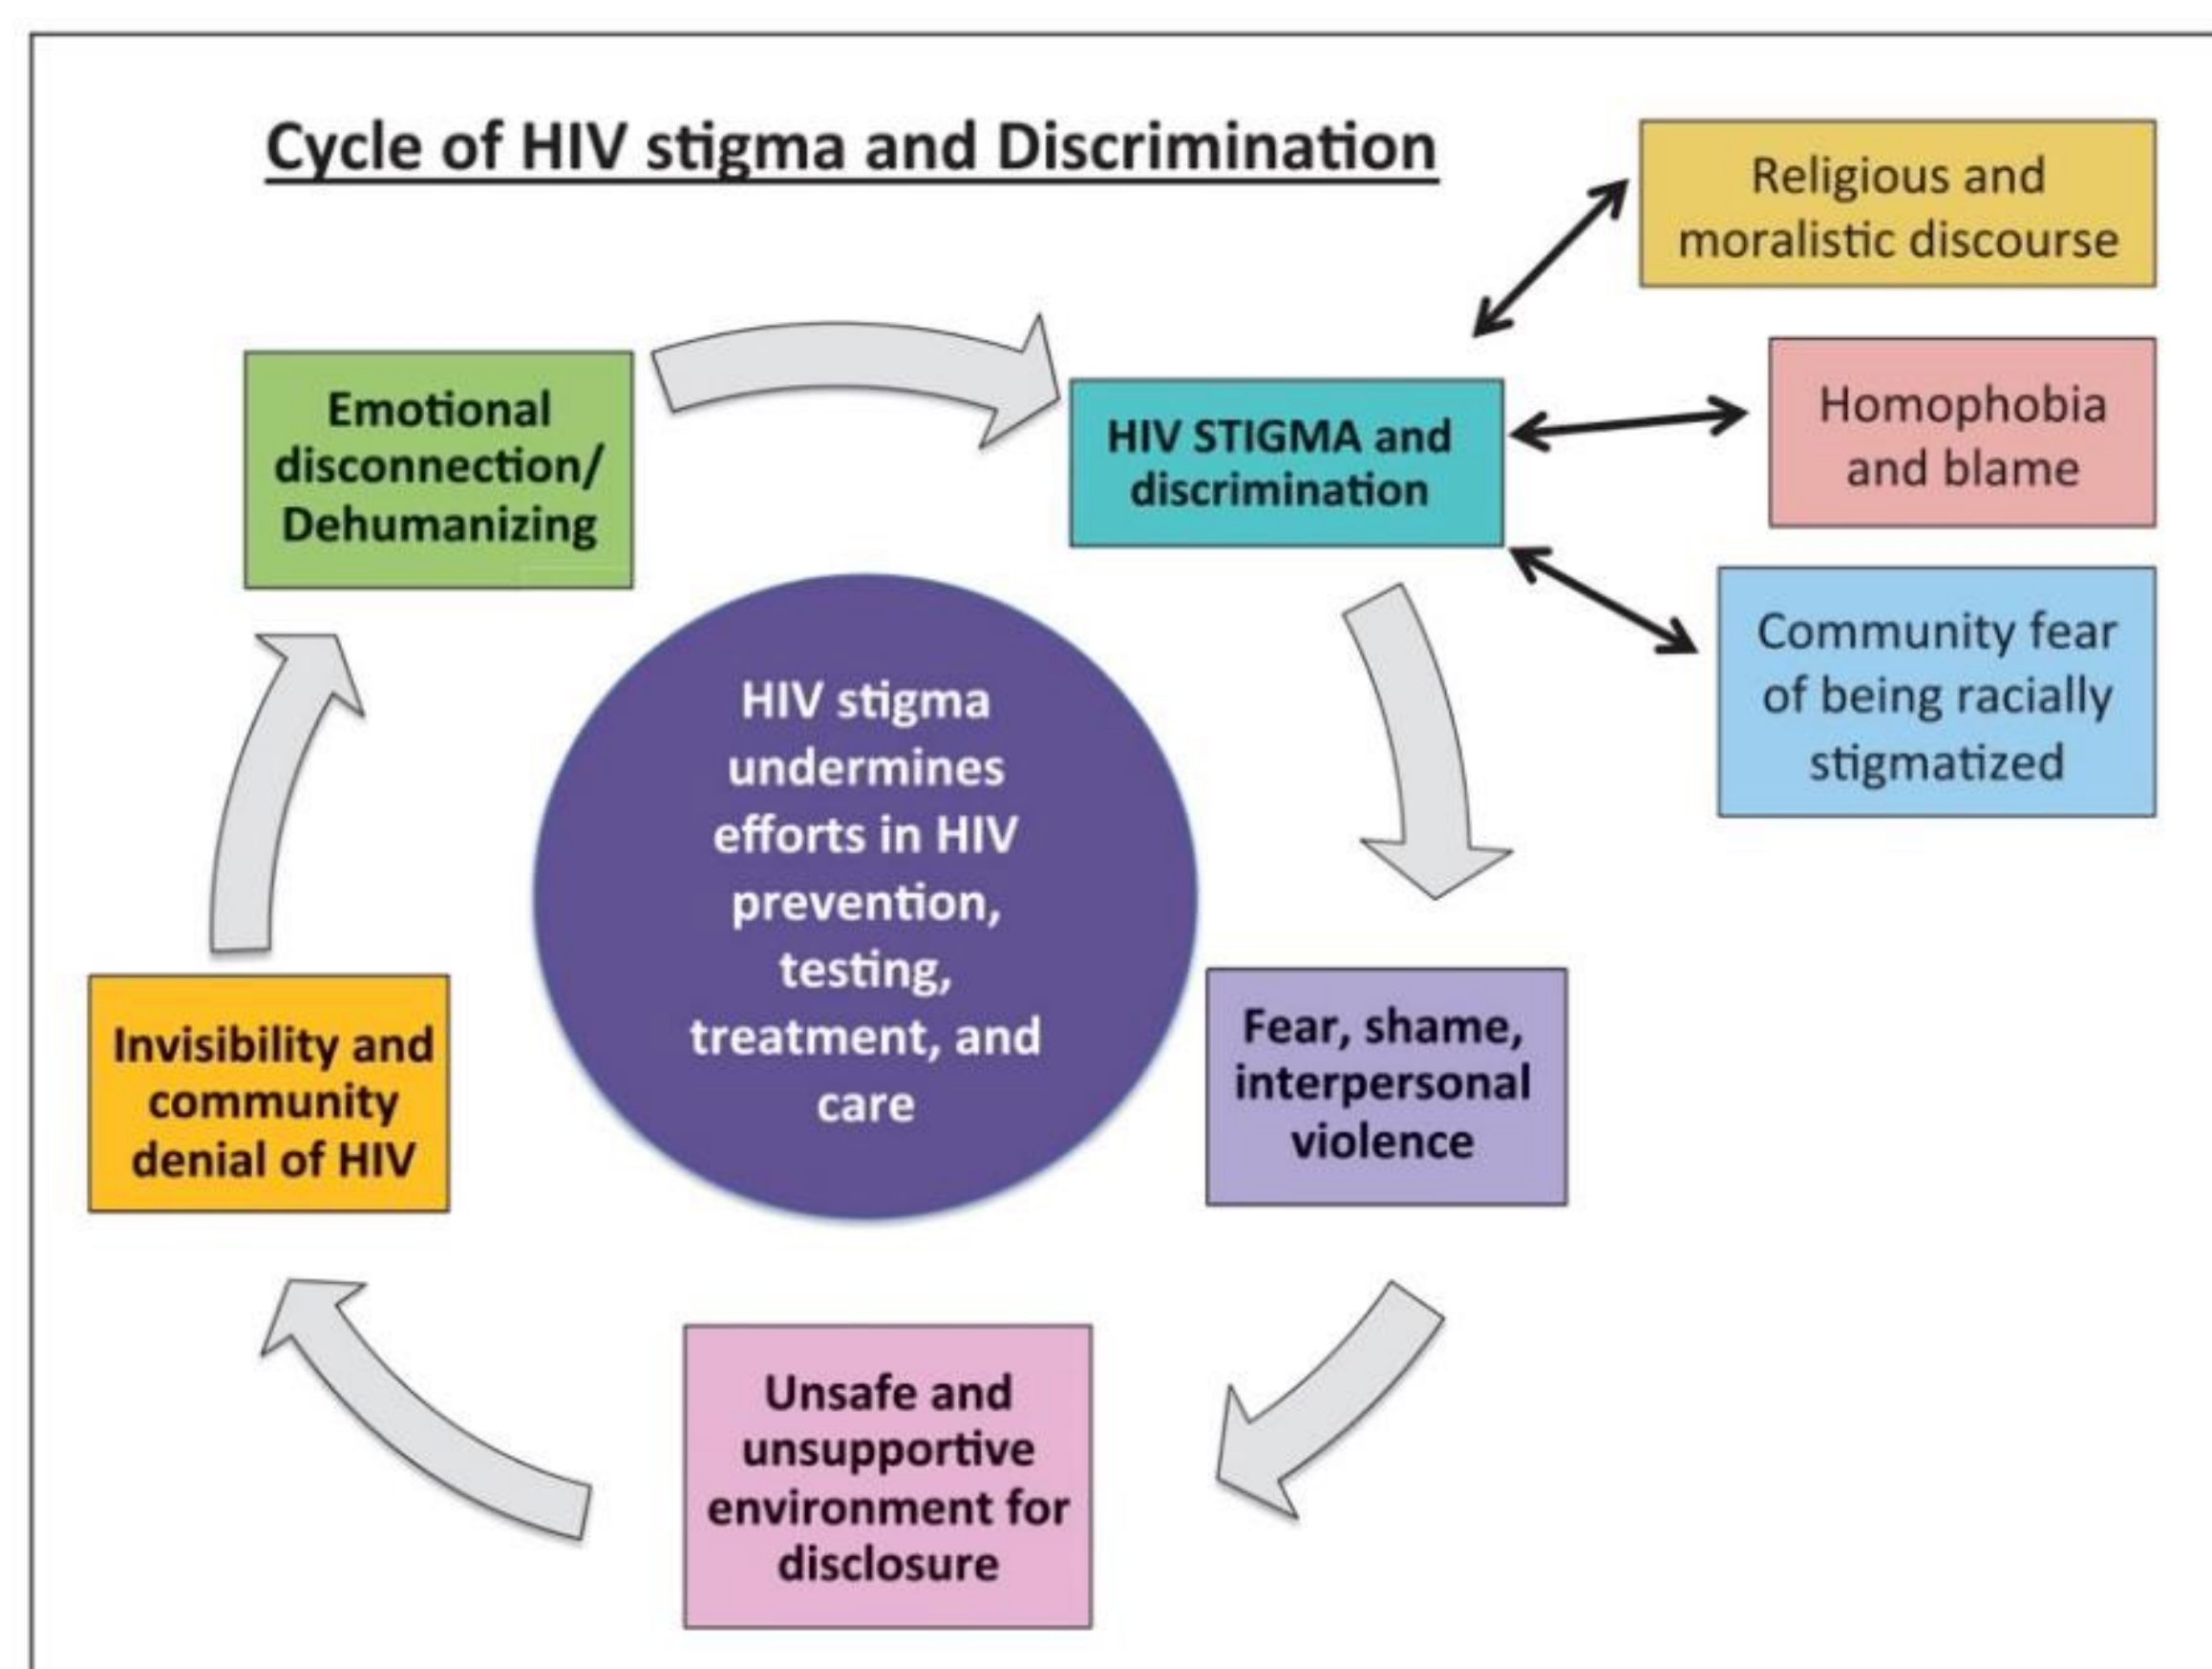 Cycle of HIV stigma and Discrimination
Religious and
moralistic discourse
Homophobia
and blame
Community fear
of being racially
stigmatized
Emotional
disconnection/
Dehumanizing
HIV STIGMA and
discrimination
HIV stigma
undermines
efforts in HIV
prevention,
testing,
treatment, and
care
Fear, shame,
interpersonal
violence
Unsafe and
unsupportive
environment for
disclosure
Invisibility and
community
denial of HIV